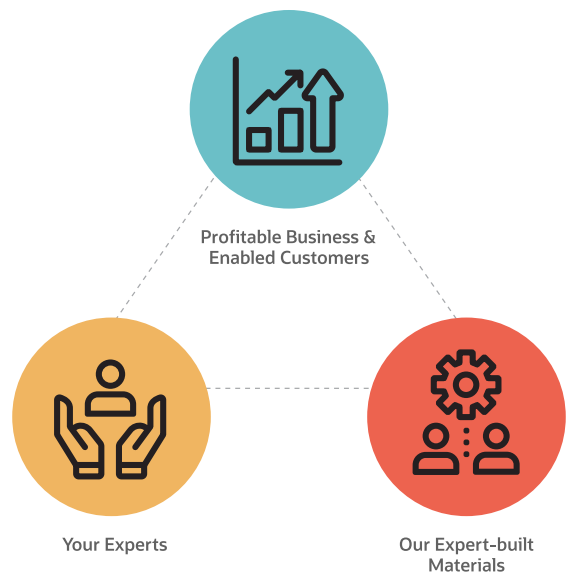 Profitable Business &
Enabled Customers
Your Experts
Our Expert-built
Materials